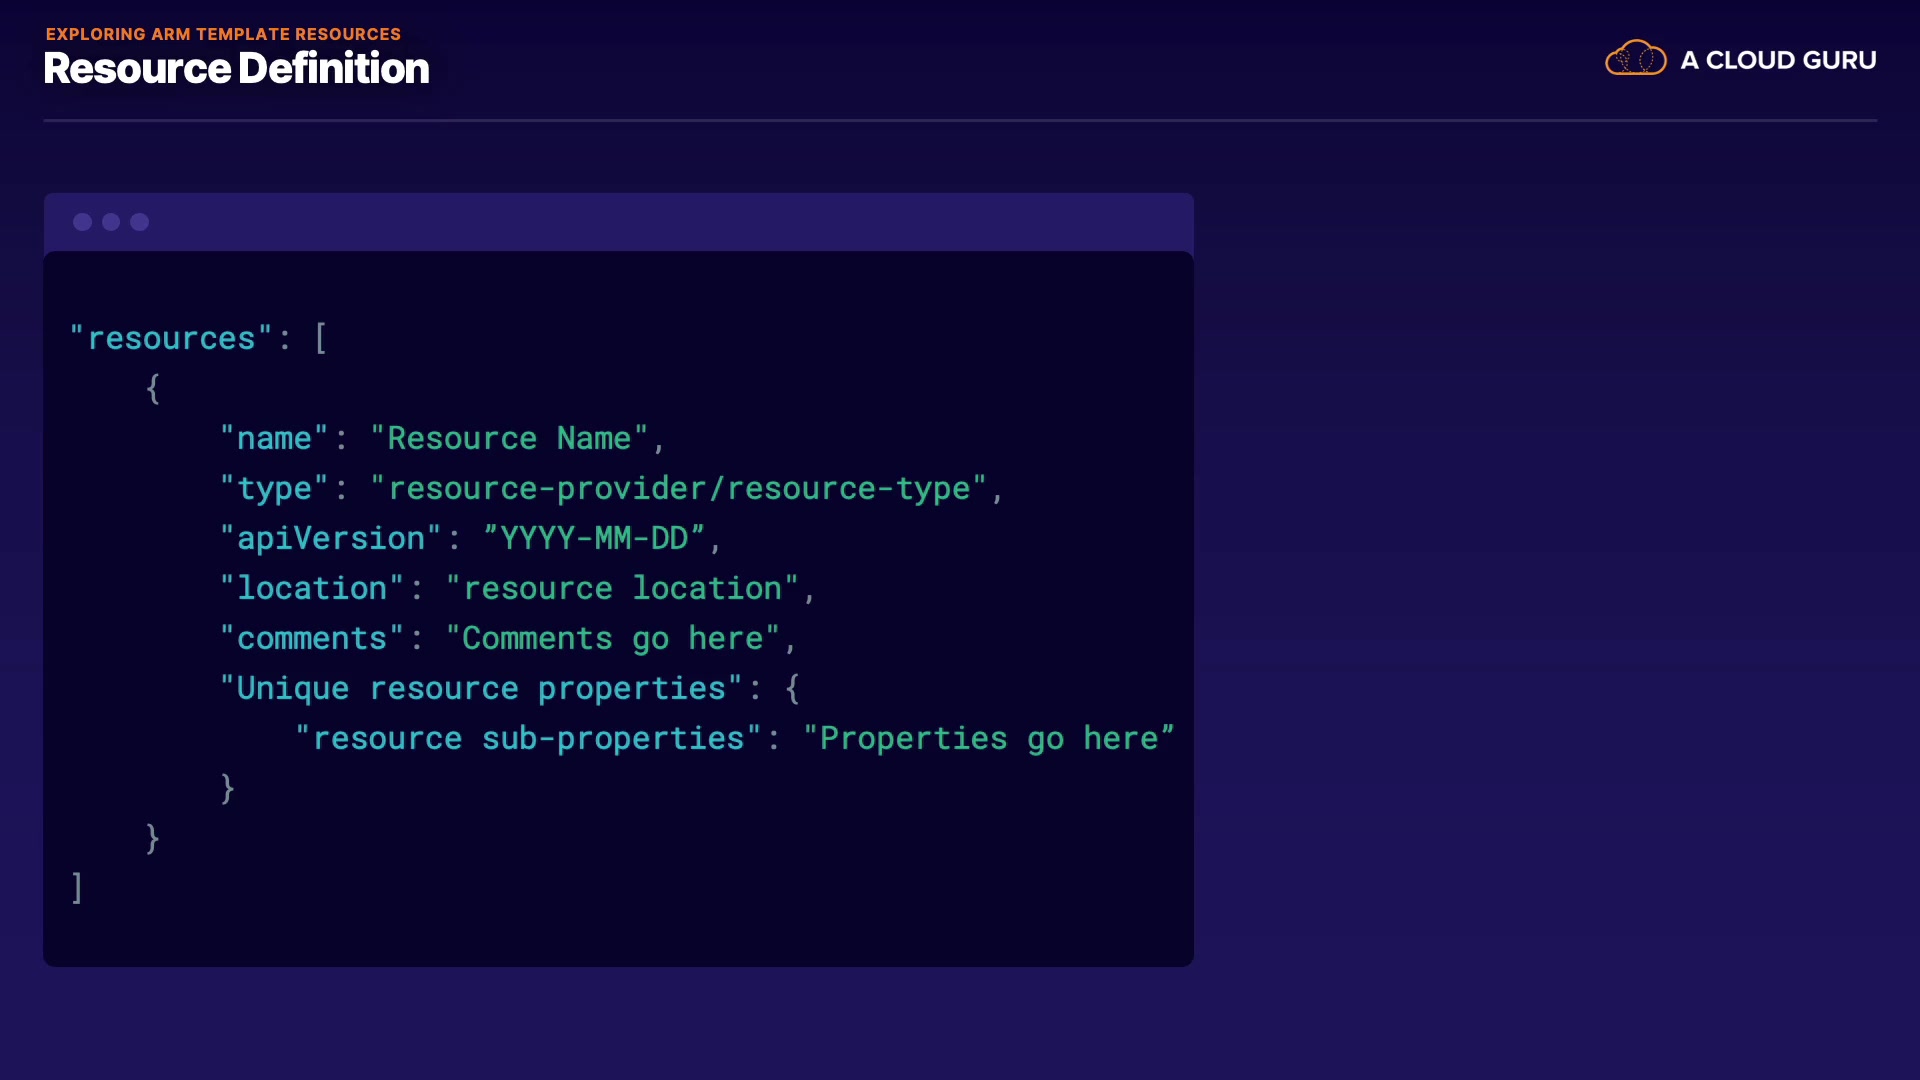 EXPLORING ARM TEMPLATE RESOURCES
Resource Definition
A CLOUD GURU
"resources": [
{
"name": "Resource Name",
"type": "resource-provider/resource-type",
"apiVersion": ”YYYY-MM-DD”,
"location": "resource location",
"comments": "Comments go here",
"Unique resource properties": {
"resource sub-properties": "Properties go here”
}
}
]